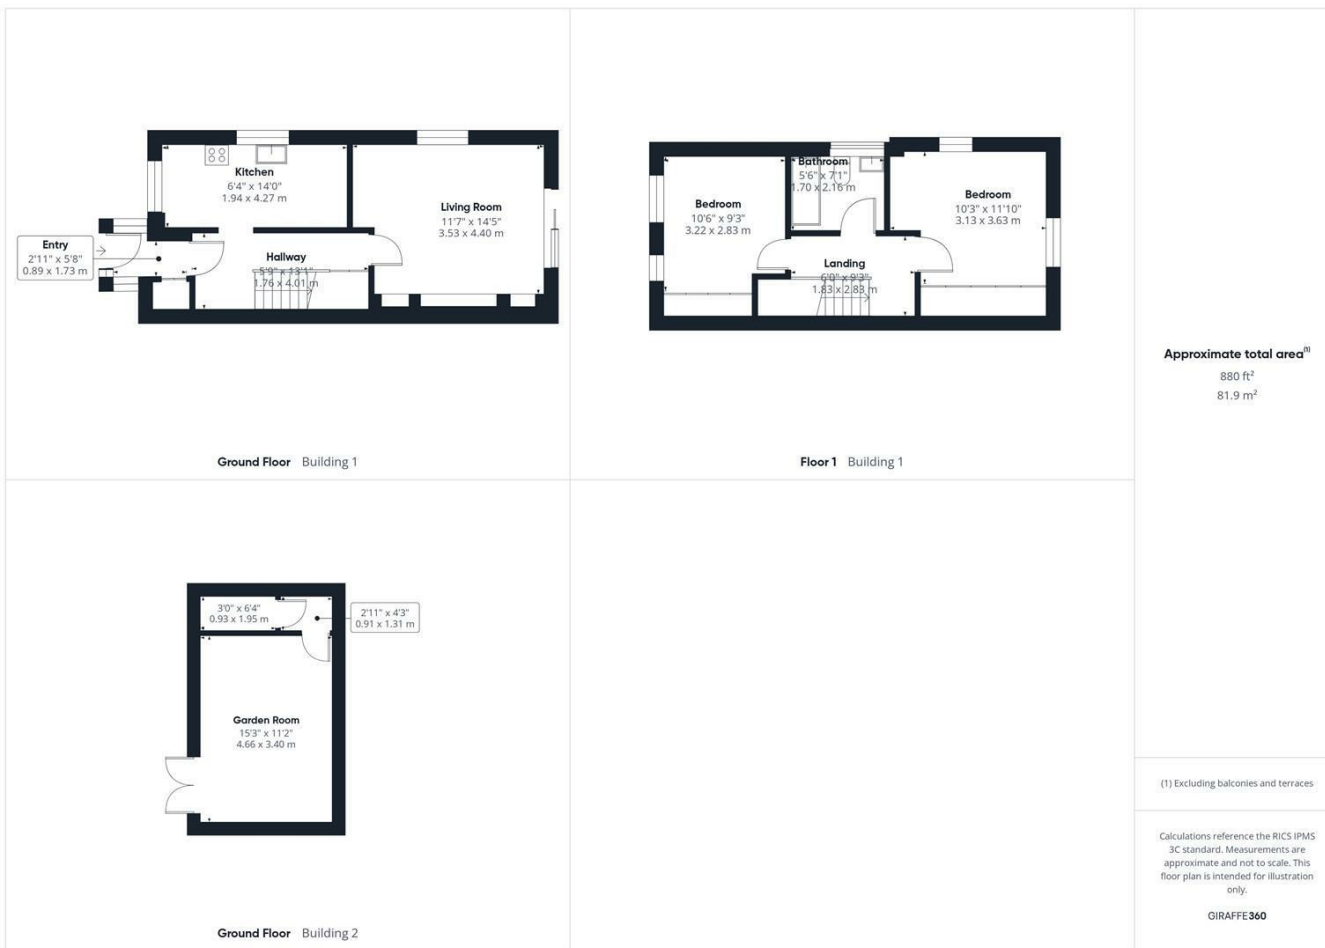 Kitchen
6'4" x 14'0"
1.94 x 4.27 m
Living Room
11'7" x 14'5"
3.53 x 4.40 m
Entry
2'11" x 5'8"
0.89 x 1.73 m
Hallway
5'9" x 13'1"
1.76 x 4.01 m
Ground Floor Building 1
Bathroom
5'6" x 7'1"
1.70 x 2.16 m
Bedroom
10'6" x 9'3"
3.22 x 2.83 m
Bedroom
10'3" x 11'10"
3.13 x 3.63 m
Landing
6'0" x 9'3"
1.83 x 2.83 m
Floor 1 Building 1
3'0" x 6'4"
0.93 x 1.95 m
2'11" x 4'3"
0.91 x 1.31 m
Garden Room
15'3" x 11'2"
4.66 x 3.40 m
Ground Floor Building 2
Approximate total area(1)
880 ft²
81.9 m²
(1) Excluding balconies and terraces
Calculations reference the RICS IPMS
3C standard. Measurements are
approximate and not to scale. This
floor plan is intended for illustration
only.
GIRAFFE360